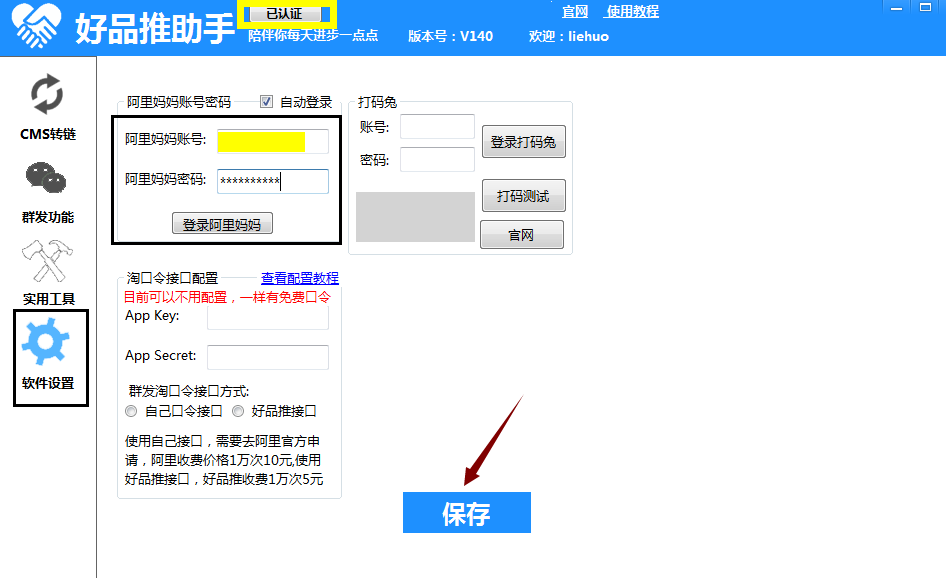 好品推助手
已认证
陪伴你每天进步一点点
版本号：V140
欢迎：liehuo
官网
使用教程
CMS转链
群发功能
实用工具
软件设置
阿里妈妈账号密码
自动登录
阿里妈妈账号:
阿里妈妈密码:
**********
登录阿里妈妈
打码兔
账号:
密码:
登录打码兔
打码测试
官网
淘口令接口配置
查看配置教程
目前可以不用配置，一样有免费口令
App Key:
App Secret:
群发淘口令接口方式:
自己口令接口
好品推接口
使用自己接口，需要去阿里官方申
请，阿里收费价格1万次10元,使用
好品推接口，好品推收费1万次5元
保存